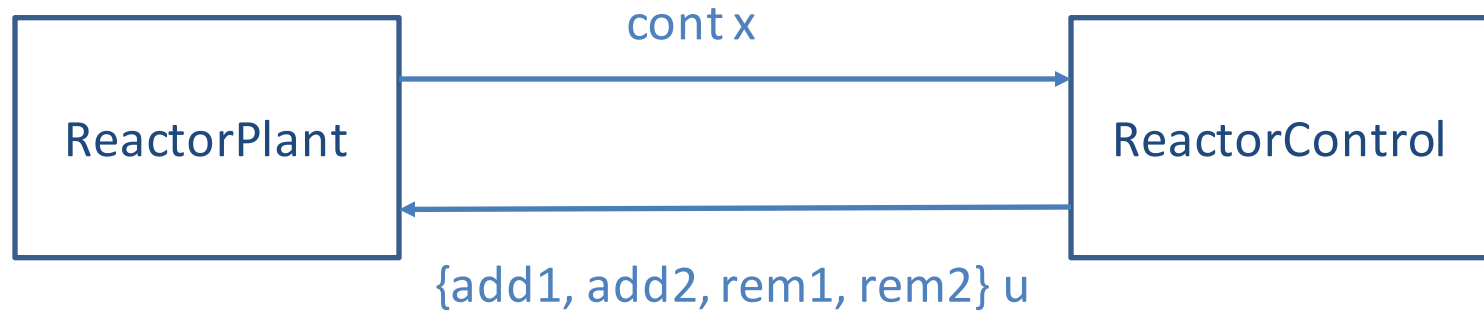 cont x
ReactorPlant
ReactorControl
{add1, add2, rem1, rem2} u